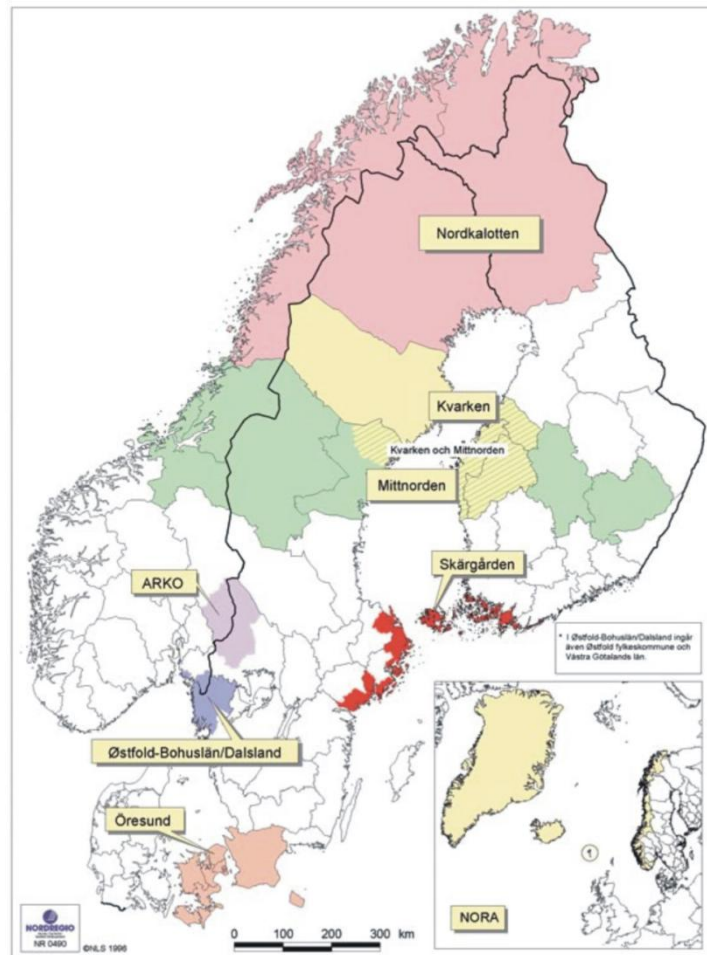 Nordkalotten
Kvarken
Kvarken och Mittnorden
Mittnorden
Skärgården
ARKO
* I Østfold-Bohuslän/Dalsland ingår
även Østfold fylkeskommune och
Västra Götalands län.
Østfold-Bohuslän/Dalsland
Öresund
NORA
NORDREGIO
NR 0490
©NLS 1996
0 100 200 300 km